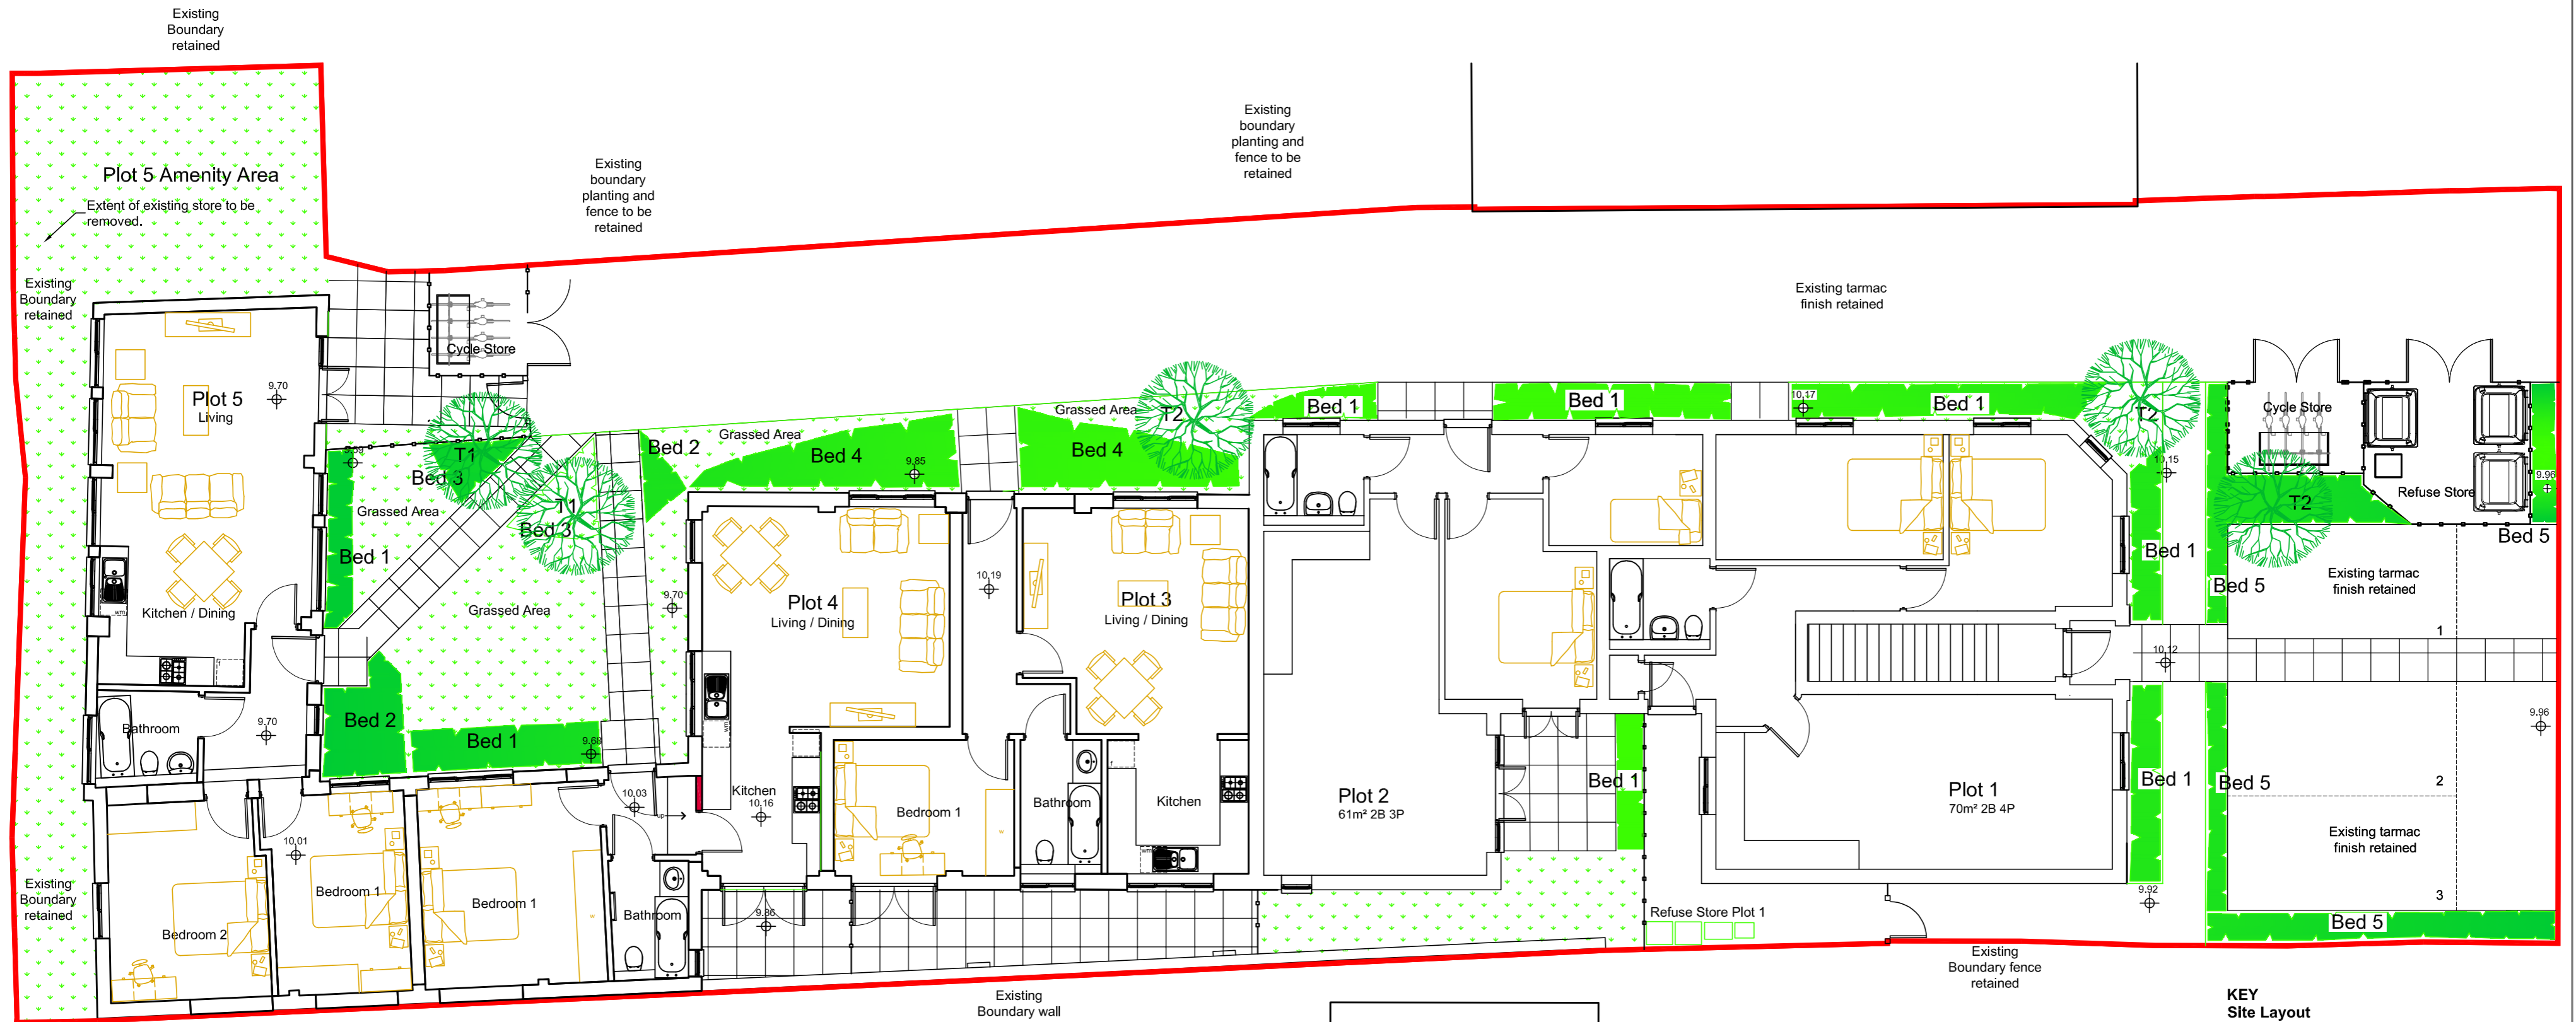 Existing
Boundary
retained
Existing
boundary
planting and
fence to be
retained
Existing
boundary
planting and
fence to be
retained
Plot 5 Amenity Area
Extent of existing store to be
removed.
Existing
Boundary
retained
Existing tarmac
finish retained
Cycle Store
Plot 5
Living
9.70
Grassed Area
T2
Bed 1
Bed 1
10.17
Bed 1
T2
Cycle Store
Grassed Area
Bed 2
Bed 4
9.85
Bed 4
T1
Bed 3
10.15
Refuse Store
9.96
T2
Grassed Area
T1
Bed 3
Bed 5
Bed 1
Bed 1
Bed 5
Existing tarmac
finish retained
Kitchen / Dining
Grassed Area
9.70
10.19
Plot 4
Living / Dining
Plot 3
Living / Dining
1
10.12
wm
Bathroom
9.70
Bed 2
Bed 1
9.96
Kitchen
10.16
Bedroom 1
Bathroom
Kitchen
Plot 2
61m² 2B 3P
Bed 1
Plot 1
70m² 2B 4P
Bed 1
Bed 5
2
10.03
up
10.01
Bedroom 1
Bedroom 1
Bedroom 2
Bathroom
9.86
Existing tarmac
finish retained
Existing
Boundary
retained
Refuse Store Plot 1
9.92
3
Bed 5
Existing
Boundary fence
retained
Existing
Boundary wall
KEY
Site Layout